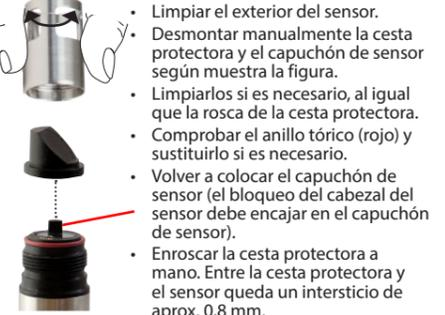 • Limpiar el exterior del sensor.
• Desmontar manualmente la cesta
protectora y el capuchón de sensor
según muestra la figura.
• Limpiarlos si es necesario, al igual
que la rosca de la cesta protectora.
• Comprobar el anillo tórico (rojo) y
sustituirlo si es necesario.
• Volver a colocar el capuchón de
sensor (el bloqueo del cabezal del
sensor debe encajar en el capuchón
de sensor).
• Enroscar la cesta protectora a
mano. Entre la cesta protectora y
el sensor queda un intersticio de
aprox. 0,8 mm.